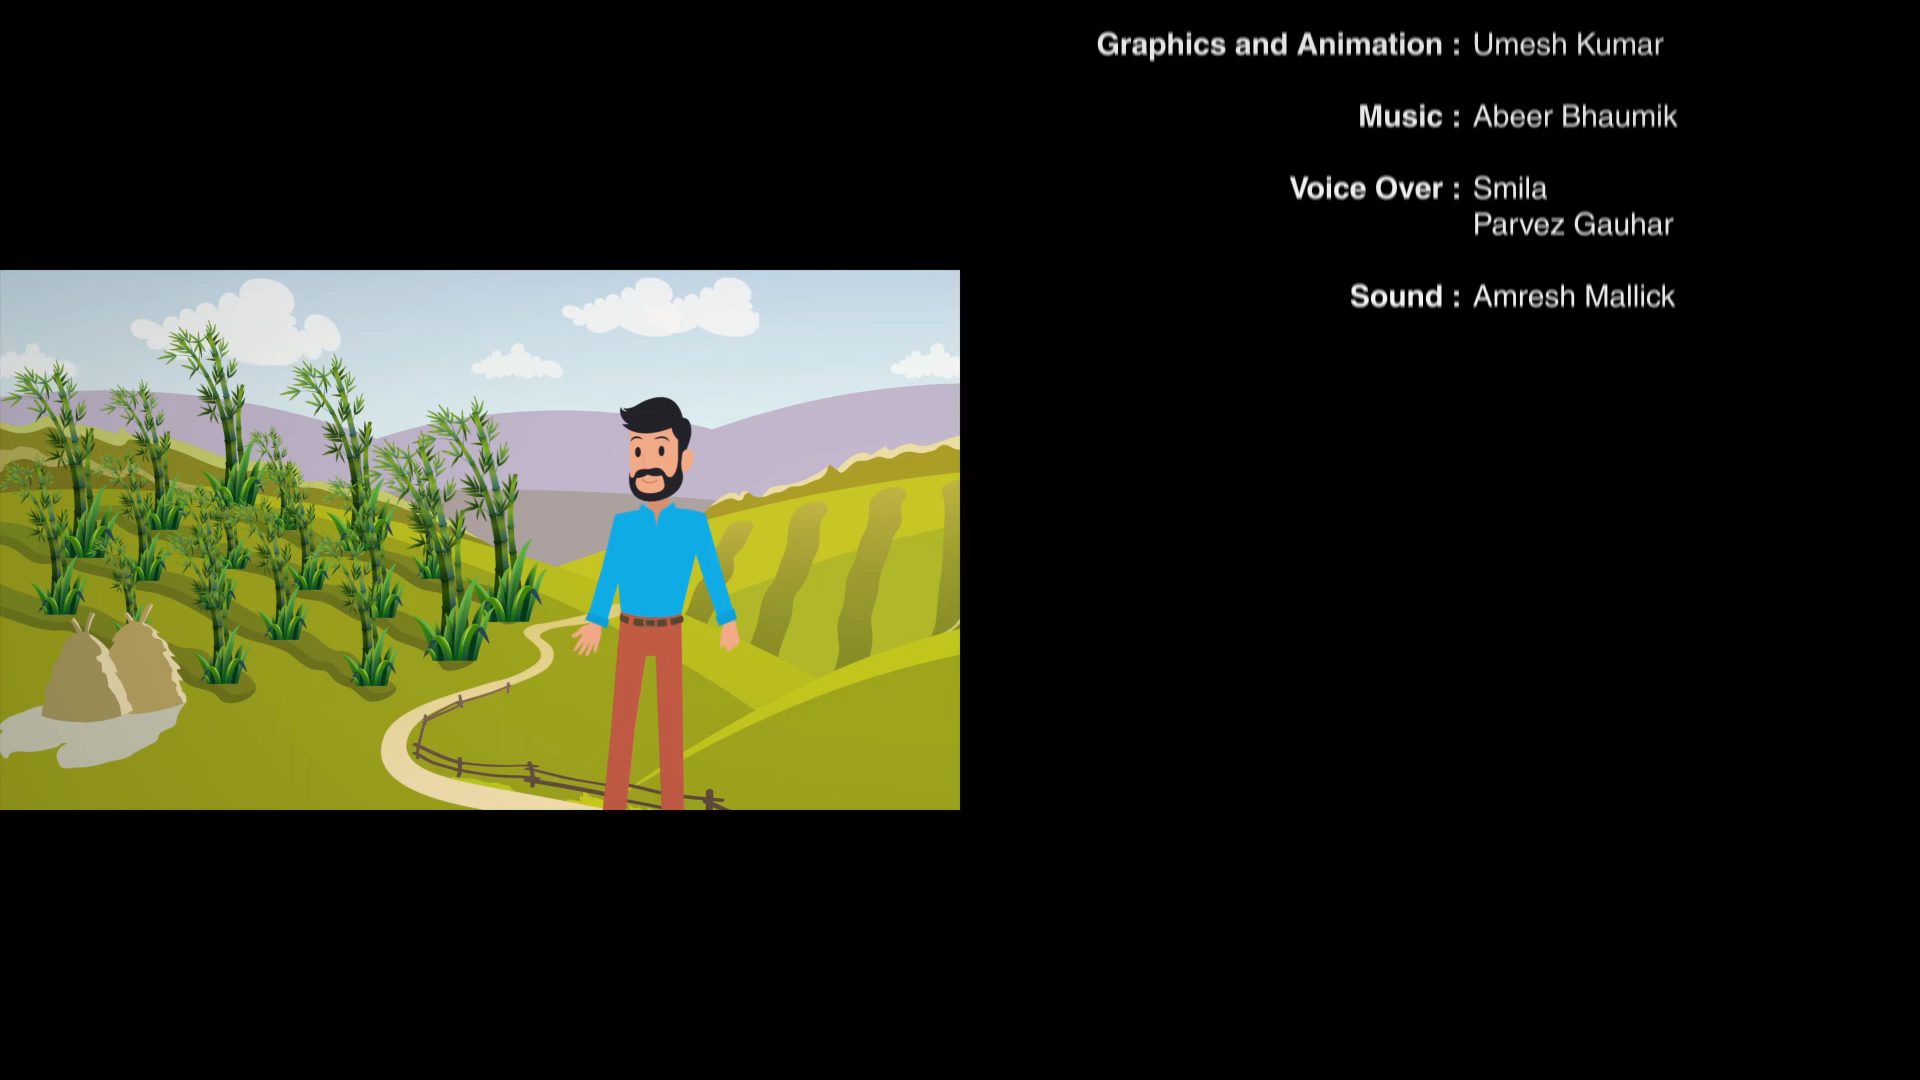 Graphics and Animation : Umesh Kumar
Music : Abeer Bhaumik
Voice Over : Smila
Parvez Gauhar
Sound : Amresh Mallick